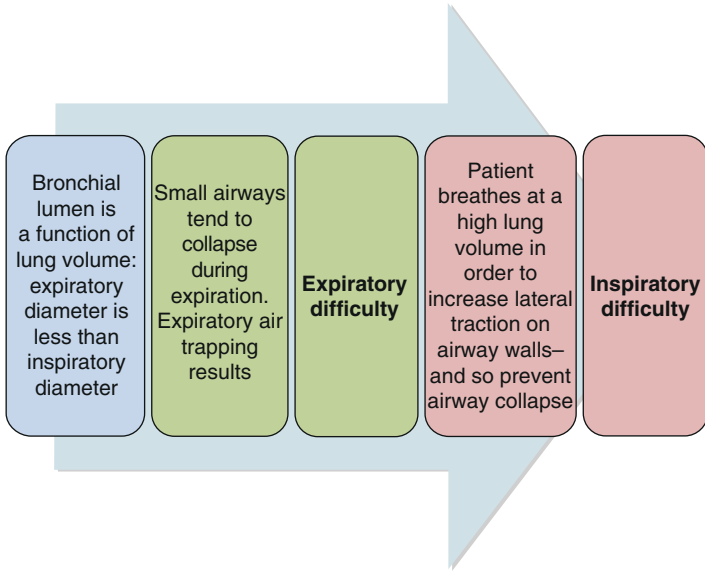 Bronchial
lumen is
a function of
lung volume:
expiratory
diameter is
less than
inspiratory
diameter
Small airways
tend to
collapse
during
expiration.
Expiratory air
trapping
results
Expiratory
difficulty
Patient
breathes at a
high lung
volume in
order to
increase lateral
traction on
airway walls–
and so prevent
airway collapse
Inspiratory
difficulty